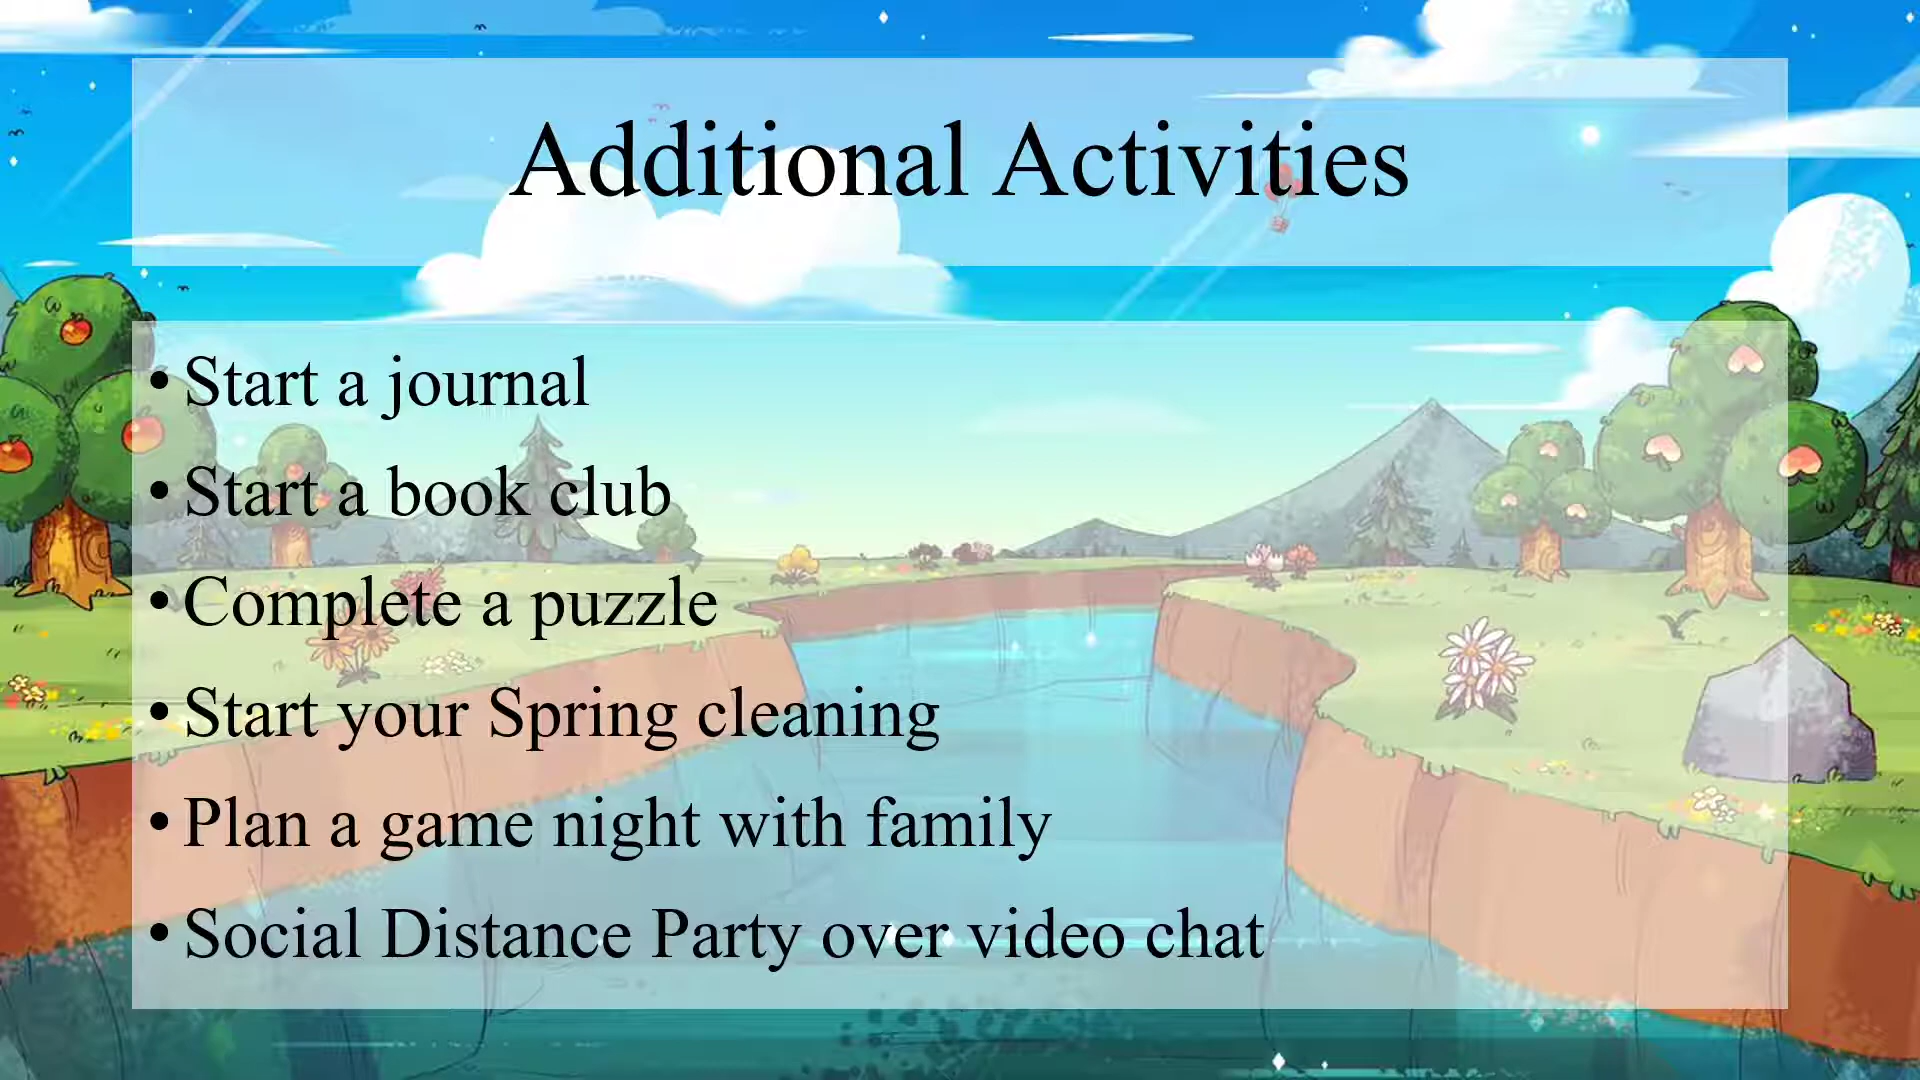 Additional Activities
• Start a journal
• Start a book club
• Complete a puzzle
• Start your Spring cleaning
• Plan a game night with family
• Social Distance Party over video chat